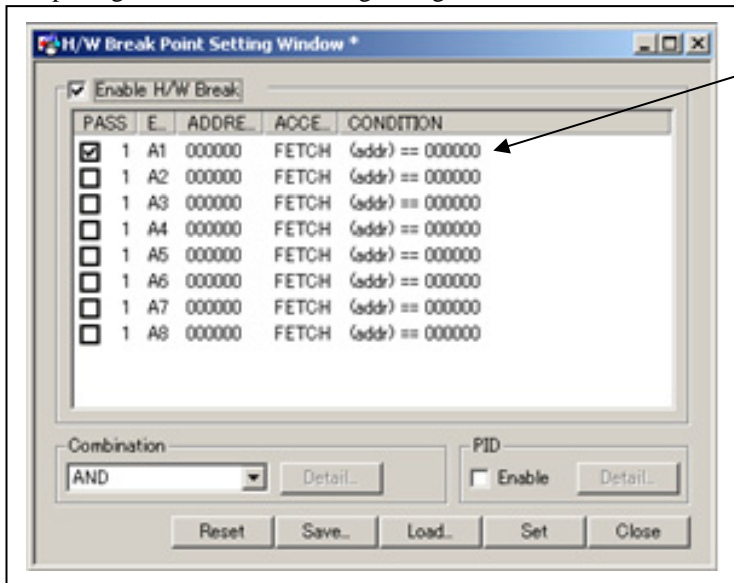 H/W Break Point Setting Window *
Enable H/W Break
PASS E... ADDRE... ACCE... CONDITION
1 A1 000000 FETCH (addr) == 000000
1 A2 000000 FETCH (addr) == 000000
1 A3 000000 FETCH (addr) == 000000
1 A4 000000 FETCH (addr) == 000000
1 A5 000000 FETCH (addr) == 000000
1 A6 000000 FETCH (addr) == 000000
1 A7 000000 FETCH (addr) == 000000
1 A8 000000 FETCH (addr) == 000000
Combination PID
AND Detail... Enable Detail...
Reset Save... Load... Set Close